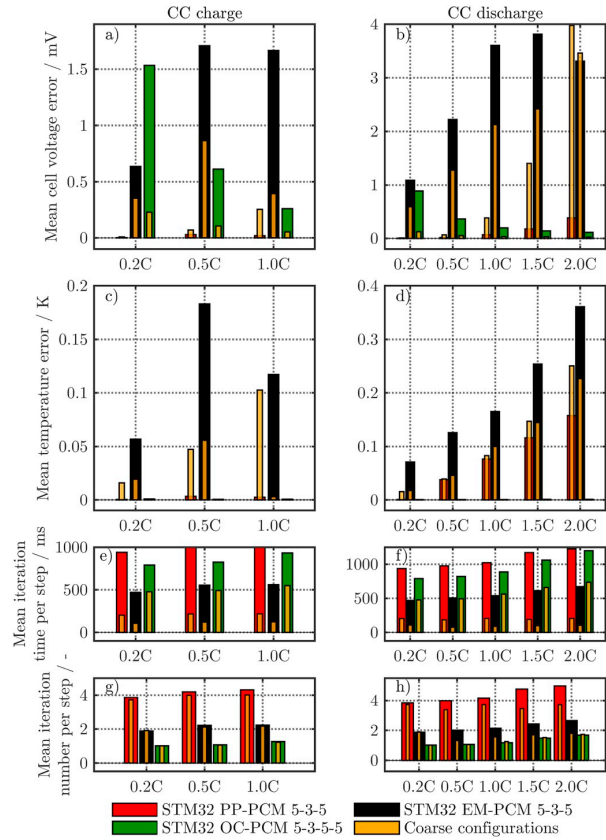 CC charge
CC discharge
a)
b)
Mean cell voltage error / mV
1.5
1
0.5
0
4
3
2
1
0
0.2C 0.5C 1.0C
0.2C 0.5C 1.0C 1.5C 2.0C
c)
d)
Mean temperature error / K
0.2
0.15
0.1
0.05
0
0.4
0.3
0.2
0.1
0
0.2C 0.5C 1.0C
0.2C 0.5C 1.0C 1.5C 2.0C
e)
f)
Mean iteration
time per step / ms
1000
500
0
1000
500
0
0.2C 0.5C 1.0C
0.2C 0.5C 1.0C 1.5C 2.0C
g)
h)
Mean iteration
number per step / -
4
2
0
4
2
0
0.2C 0.5C 1.0C
0.2C 0.5C 1.0C 1.5C 2.0C
STM32 PP-PCM 5-3-5
STM32 EM-PCM 5-3-5
STM32 OC-PCM 5-3-5-5
Coarse configurations